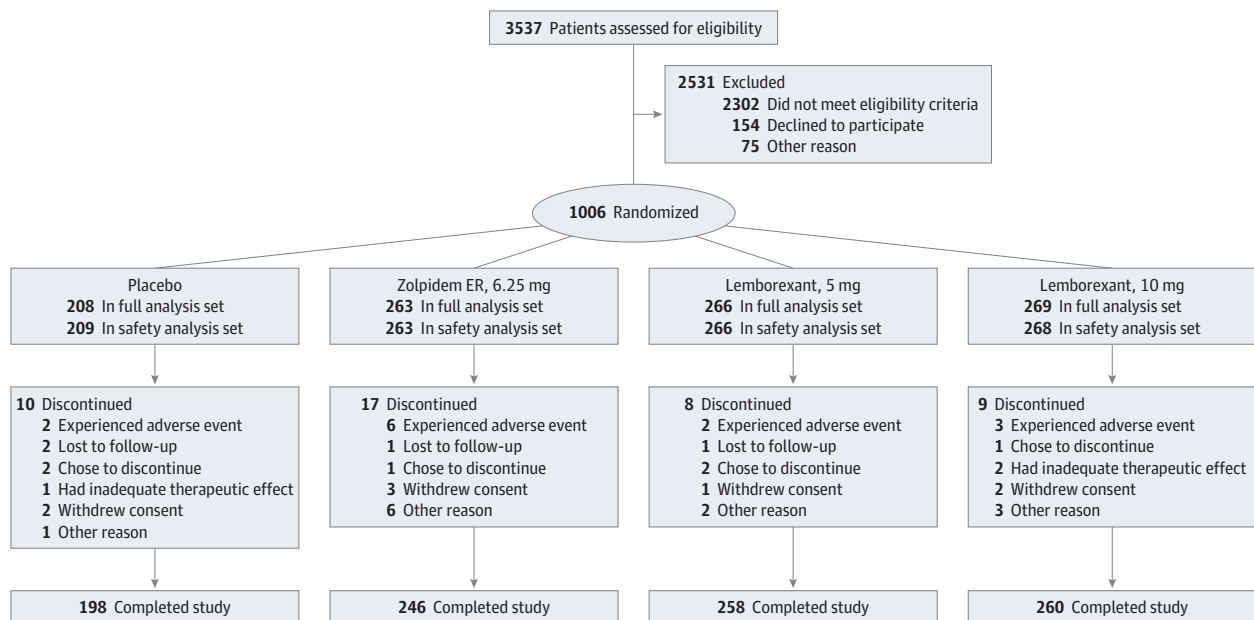 3537 Patients assessed for eligibility
2531 Excluded
2302 Did not meet eligibility criteria
154 Declined to participate
75 Other reason
1006 Randomized
Placebo
208 In full analysis set
209 In safety analysis set
Zolpidem ER, 6.25 mg
263 In full analysis set
263 In safety analysis set
Lemborexant, 5 mg
266 In full analysis set
266 In safety analysis set
Lemborexant, 10 mg
269 In full analysis set
268 In safety analysis set
10 Discontinued
2 Experienced adverse event
2 Lost to follow-up
2 Chose to discontinue
1 Had inadequate therapeutic effect
2 Withdrew consent
1 Other reason
17 Discontinued
6 Experienced adverse event
1 Lost to follow-up
1 Chose to discontinue
3 Withdrew consent
6 Other reason
8 Discontinued
2 Experienced adverse event
1 Lost to follow-up
2 Chose to discontinue
1 Withdrew consent
2 Other reason
9 Discontinued
3 Experienced adverse event
1 Chose to discontinue
2 Had inadequate therapeutic effect
2 Withdrew consent
3 Other reason
198 Completed study
246 Completed study
258 Completed study
260 Completed study